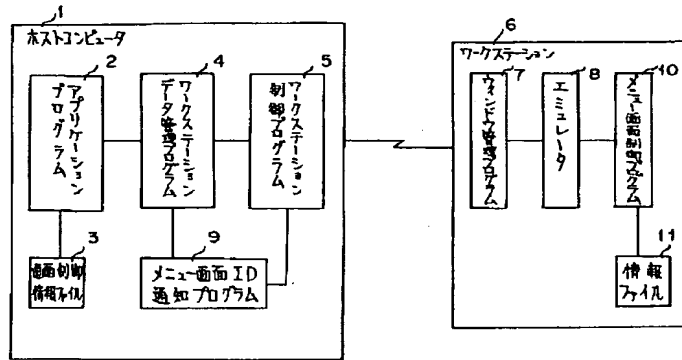 1
ホストコンピュータ
2
アプリケーション
プログラム
4
ワークステーション
データ管理プログラム
5
ワークステーション
制御プログラム
3
画面制御
情報ファイル
9
メニュー画面ID
通知プログラム
6
ワークステーション
7
ウィンドウ管理プログラム
8
エミュレータ
10
メニュー画面制御プログラム
11
情報
ファイル